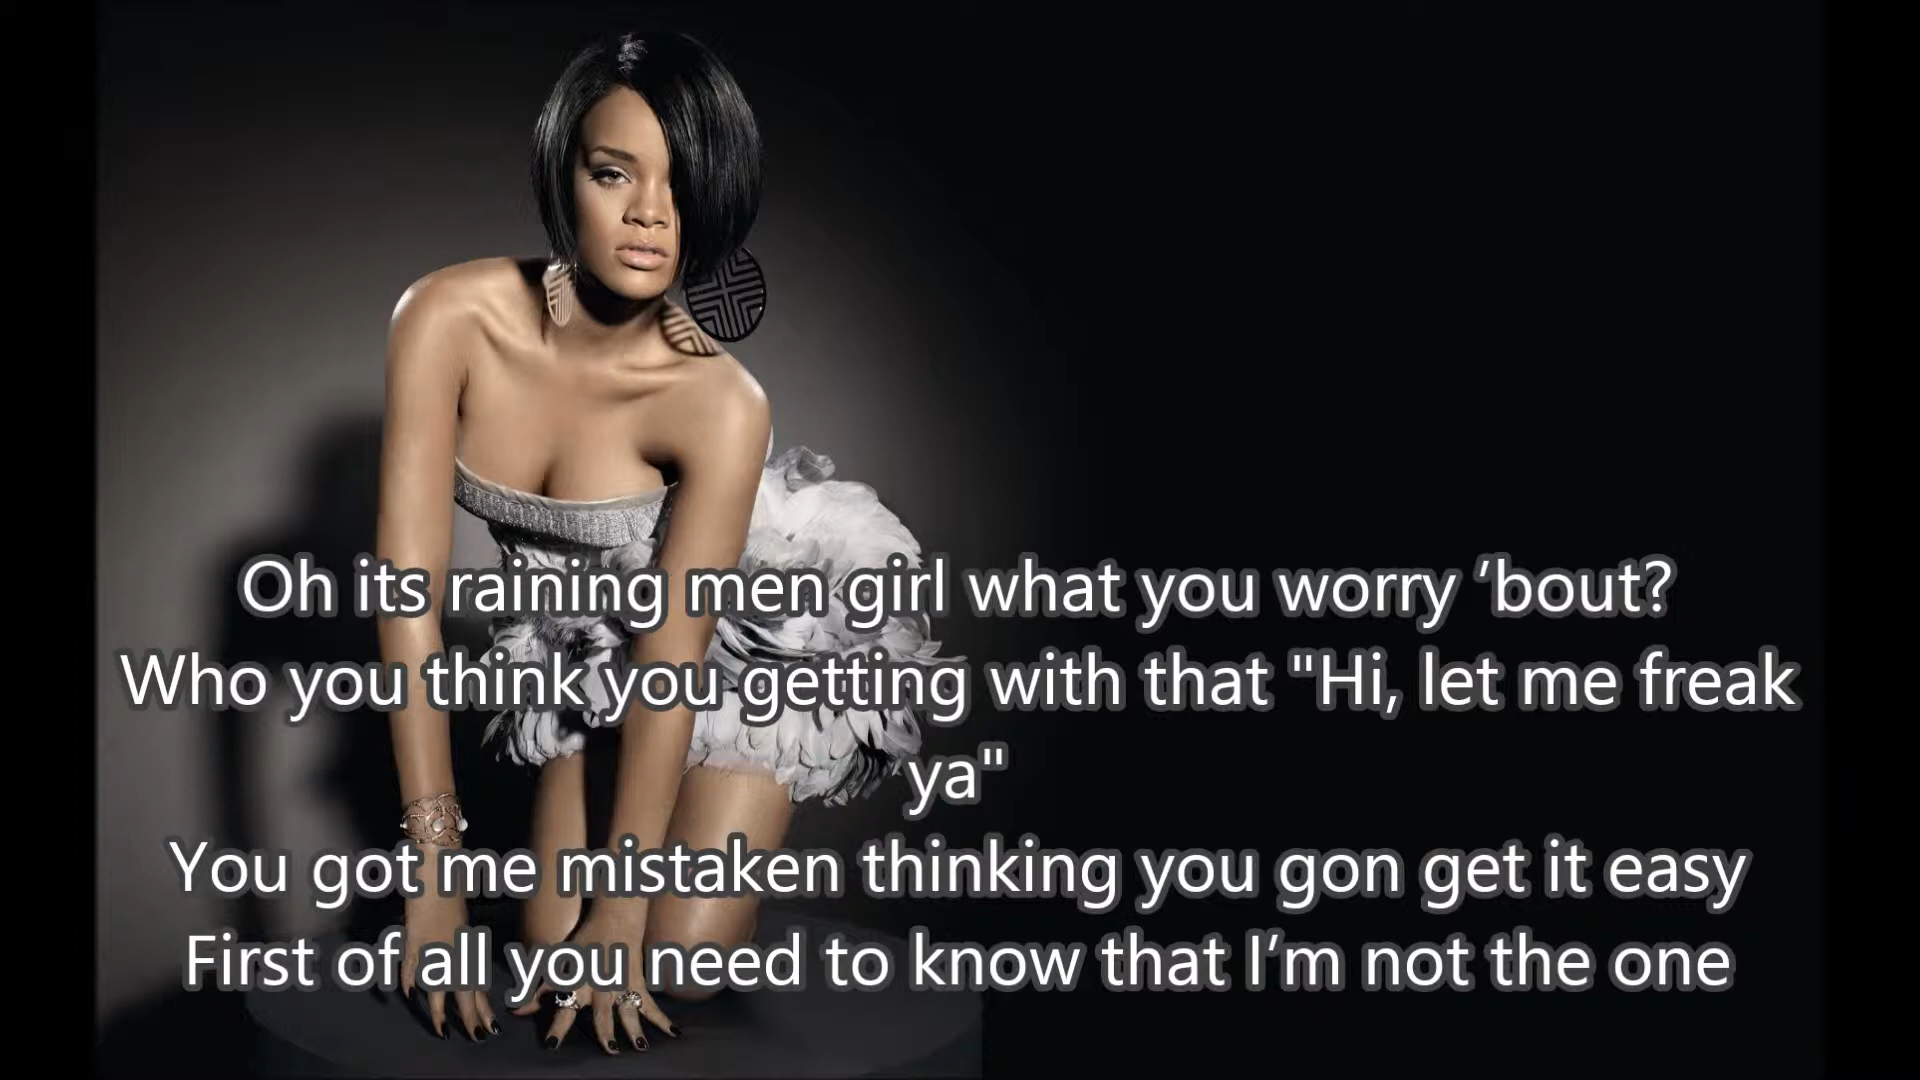 Oh its raining men girl what you worry ’bout?
Who you think you getting with that "Hi, let me freak
ya"
You got me mistaken thinking you gon get it easy
First of all you need to know that I’m not the one